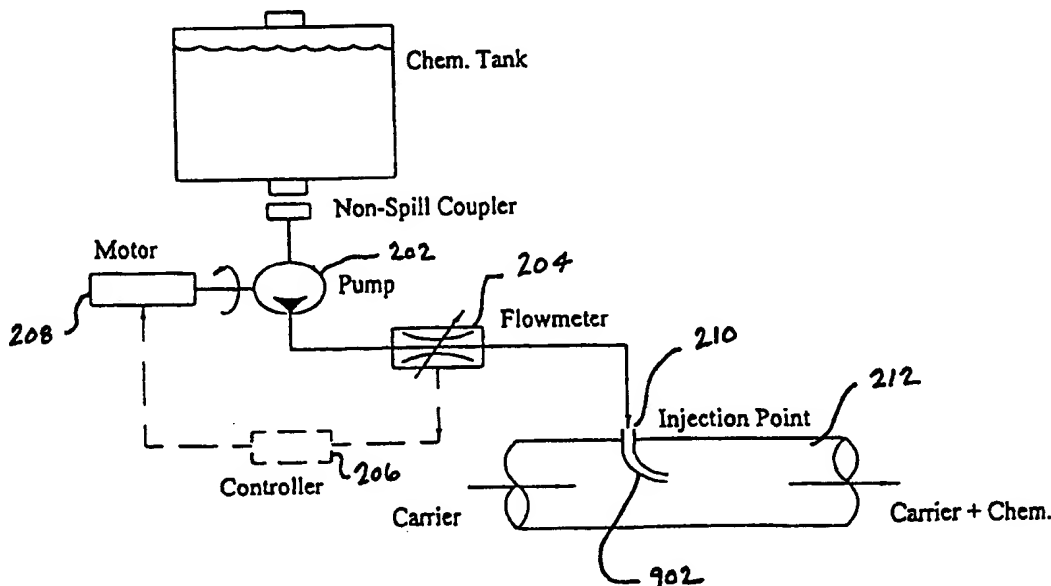 Chem. Tank
Non-Spill Coupler
Motor
202
204
Pump
Flowmeter
208
210
212
Injection Point
206
Controller
Carrier
Carrier + Chem.
902